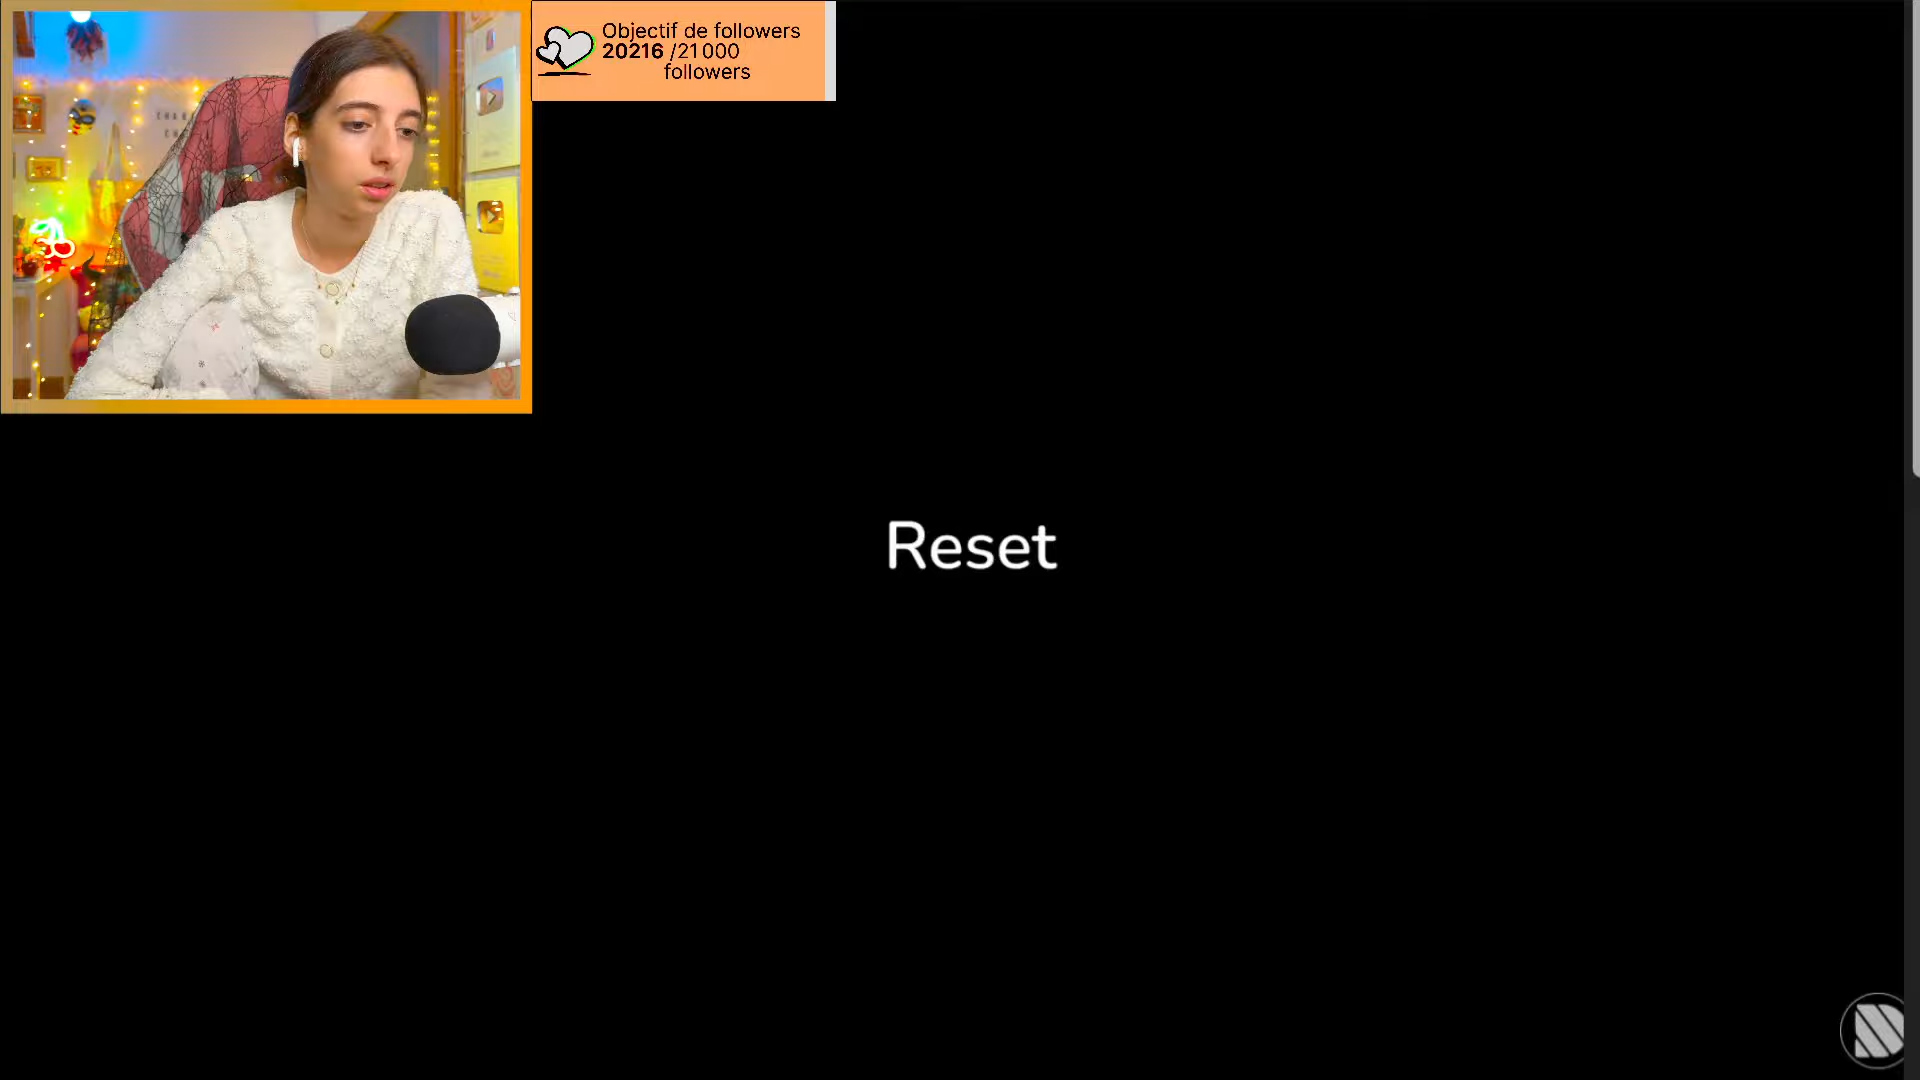 Objectif de followers
20216 /21000
followers
Reset